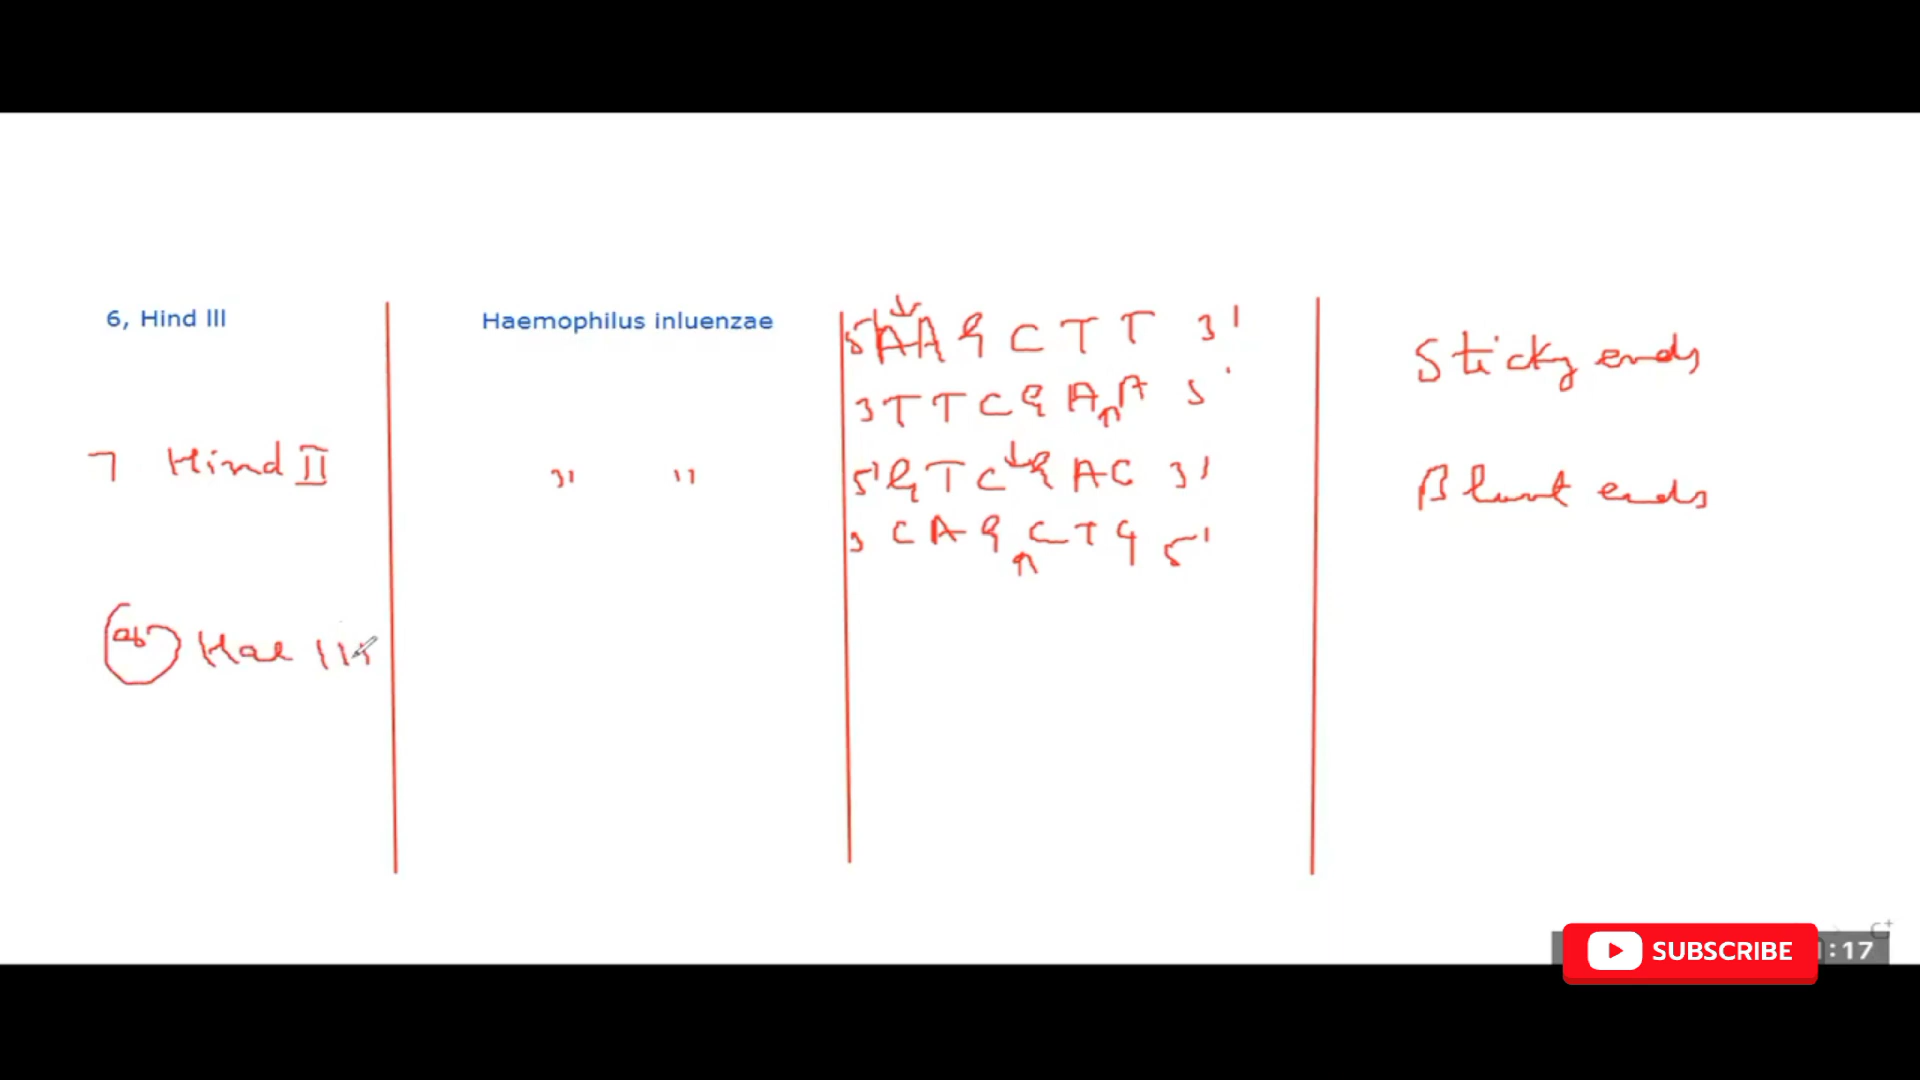 6, Hind III Haemophilus inluenzae 5' A A G C T T 3' Sticky ends
3 T T C G A A 5'
7 Hind II " " 5' G T C G A C 3' Blunt ends
3 C A G C T G 5'
Hae III
SUBSCRIBE :17